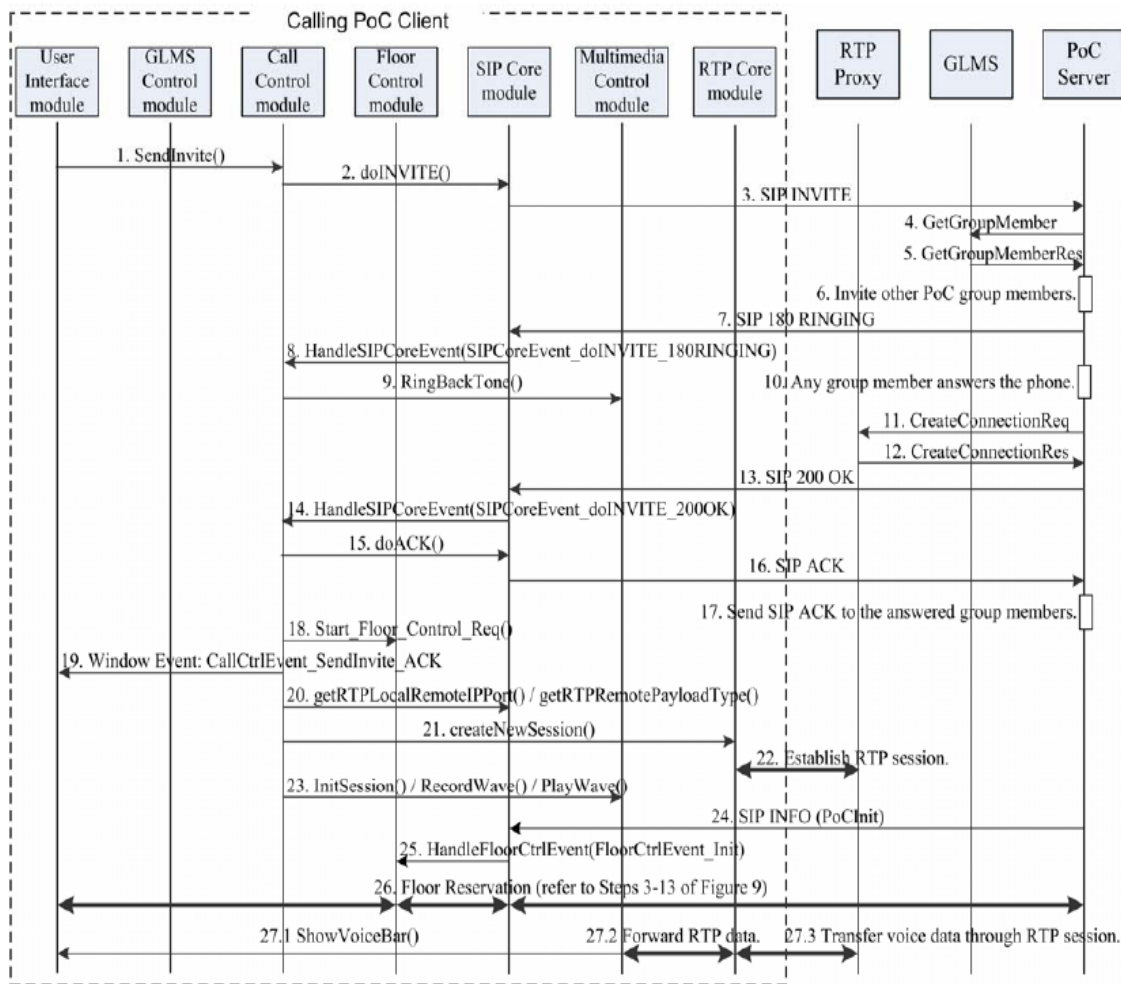 Calling PoC Client
User
Interface
module
GLMS
Control
module
Call
Control
module
Floor
Control
module
SIP Core
module
Multimedia
Control
module
RTP Core
module
RTP
Proxy
GLMS
PoC
Server
1. SendInvite()
2. doINVITE()
3. SIP INVITE
4. GetGroupMember
5. GetGroupMemberRes
6. Invite other PoC group members.
7. SIP 180 RINGING
8. HandleSIPCoreEvent(SIPCoreEvent_doINVITE_180RINGING)
9. RingBackTone()
10. Any group member answers the phone.
11. CreateConnectionReq
12. CreateConnectionRes
13. SIP 200 OK
14. HandleSIPCoreEvent(SIPCoreEvent_doINVITE_200OK)
15. doACK()
16. SIP ACK
17. Send SIP ACK to the answered group members.
18. Start_Floor_Control_Req()
19. Window Event: CallCtrlEvent_SendInvite_ACK
20. getRTPLocalRemoteIPPort() / getRTPRemotePayloadType()
21. createNewSession()
22. Establish RTP session.
23. InitSession() / RecordWave() / PlayWave()
24. SIP INFO (PoCInit)
25. HandleFloorCtrlEvent(FloorCtrlEvent_Init)
26. Floor Reservation (refer to Steps 3-13 of Figure 9)
27.1 ShowVoiceBar()
27.2 Forward RTP data.
27.3 Transfer voice data through RTP session.